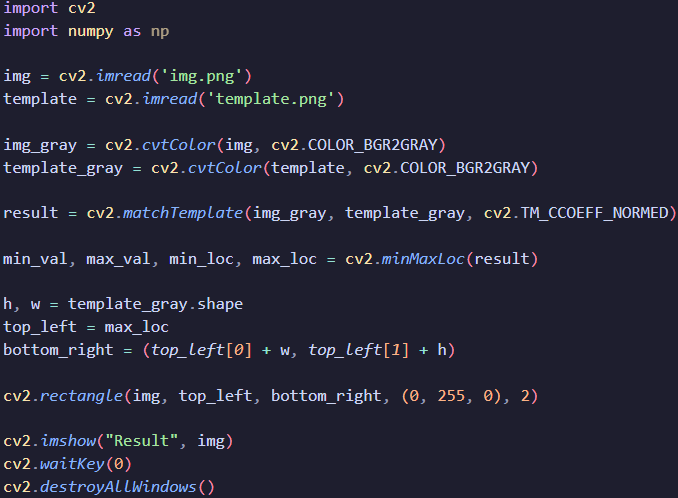 import cv2
import numpy as np
img = cv2.imread('img.png')
template = cv2.imread('template.png')
img_gray = cv2.cvtColor(img, cv2.COLOR_BGR2GRAY)
template_gray = cv2.cvtColor(template, cv2.COLOR_BGR2GRAY)
result = cv2.matchTemplate(img_gray, template_gray, cv2.TM_CCOEFF_NORMED)
min_val, max_val, min_loc, max_loc = cv2.minMaxLoc(result)
h, w = template_gray.shape
top_left = max_loc
bottom_right = (top_left[0] + w, top_left[1] + h)
cv2.rectangle(img, top_left, bottom_right, (0, 255, 0), 2)
cv2.imshow("Result", img)
cv2.waitKey(0)
cv2.destroyAllWindows()